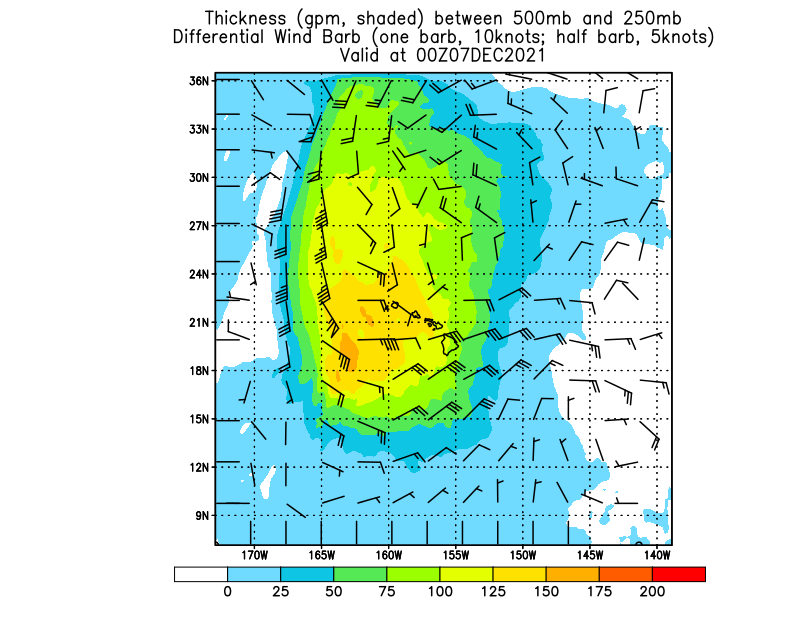 Thickness (gpm, shaded) between 500mb and 250mb
Differential Wind Barb (one barb, 10knots; half barb, 5knots)
Valid at 00Z07DEC2021
36N
33N
30N
27N
24N
21N
18N
15N
12N
9N
170W 165W 160W 155W 150W 145W 140W
0 25 50 75 100 125 150 175 200